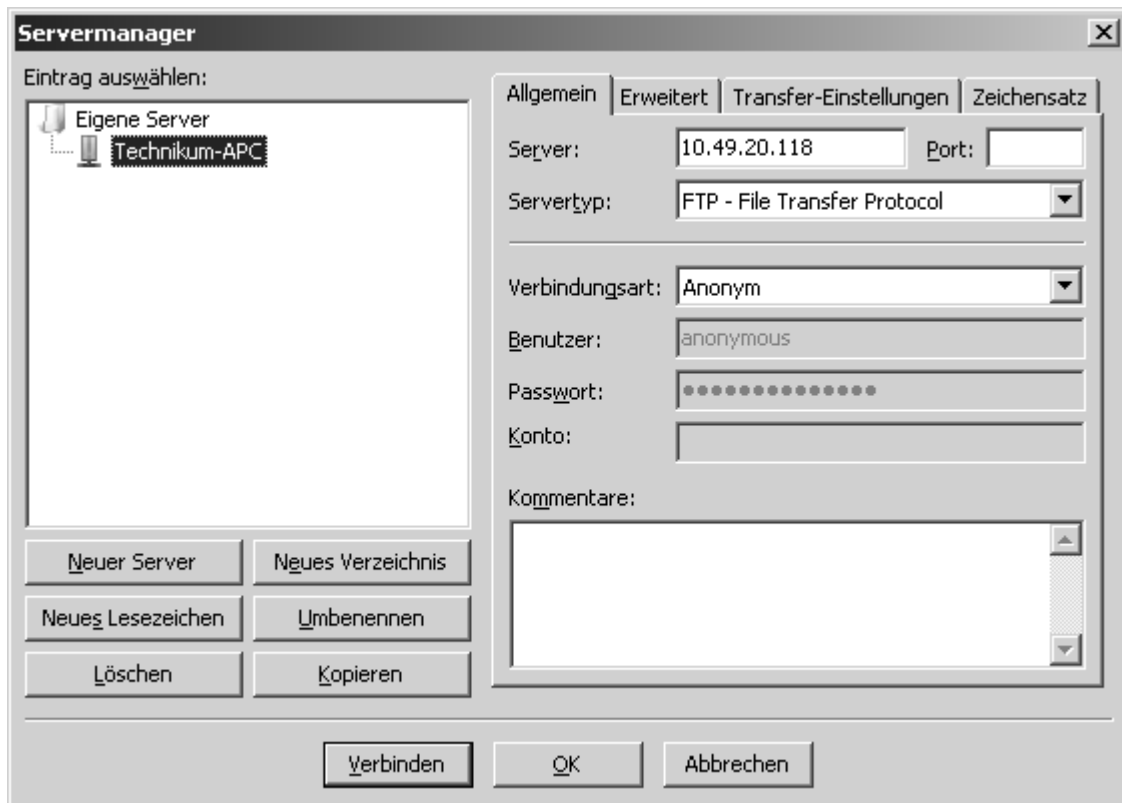 Servermanager
Eintrag auswählen:
Eigene Server
Technikum-APC
Neuer Server Neues Verzeichnis
Neues Lesezeichen Umbenennen
Löschen Kopieren
Allgemein Erweitert Transfer-Einstellungen Zeichensatz
Server: 10.49.20.118 Port:
Servertyp: FTP - File Transfer Protocol
Verbindungsart: Anonym
Benutzer: anonymous
Passwort: ●●●●●●●●●●●●●●
Konto:
Kommentare:
Verbinden OK Abbrechen